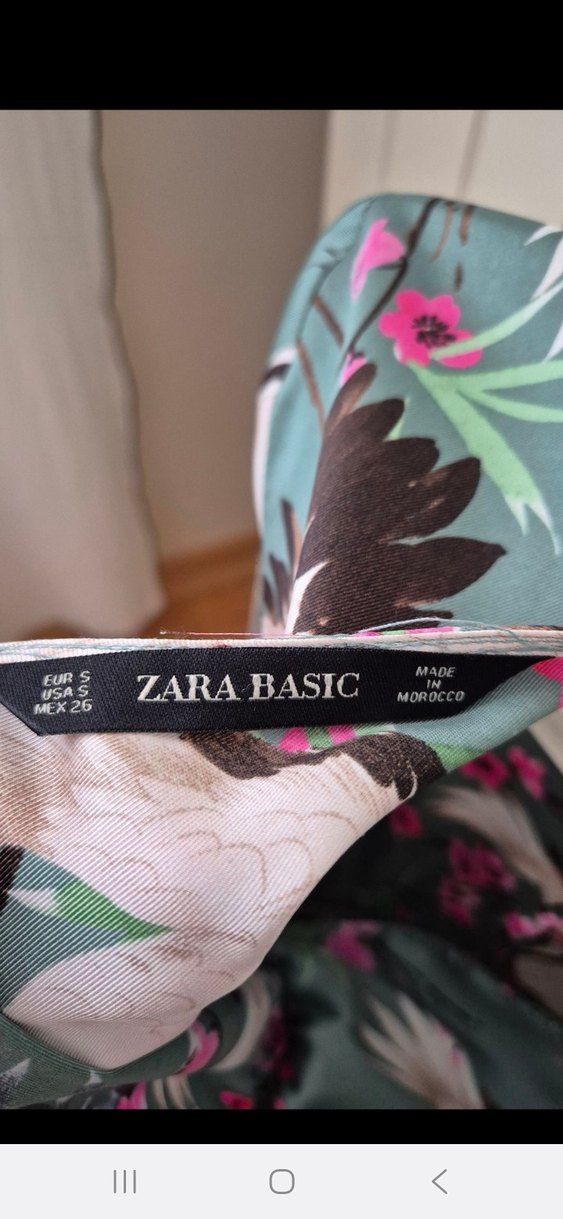 EUR S
USA S
MEX 26
ZARA BASIC
MADE
IN
MOROCCO